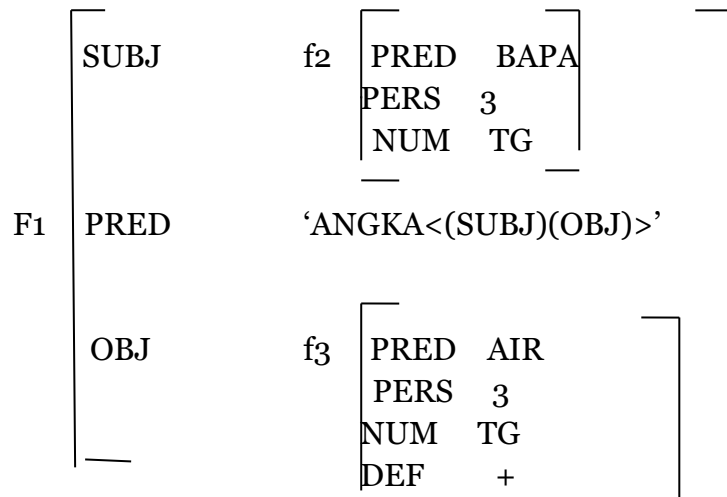 SUBJ f2 PRED BAPA
PERS 3
NUM TG
F1 PRED ‘ANGKA<(SUBJ)(OBJ)>’
OBJ f3 PRED AIR
PERS 3
NUM TG
DEF +